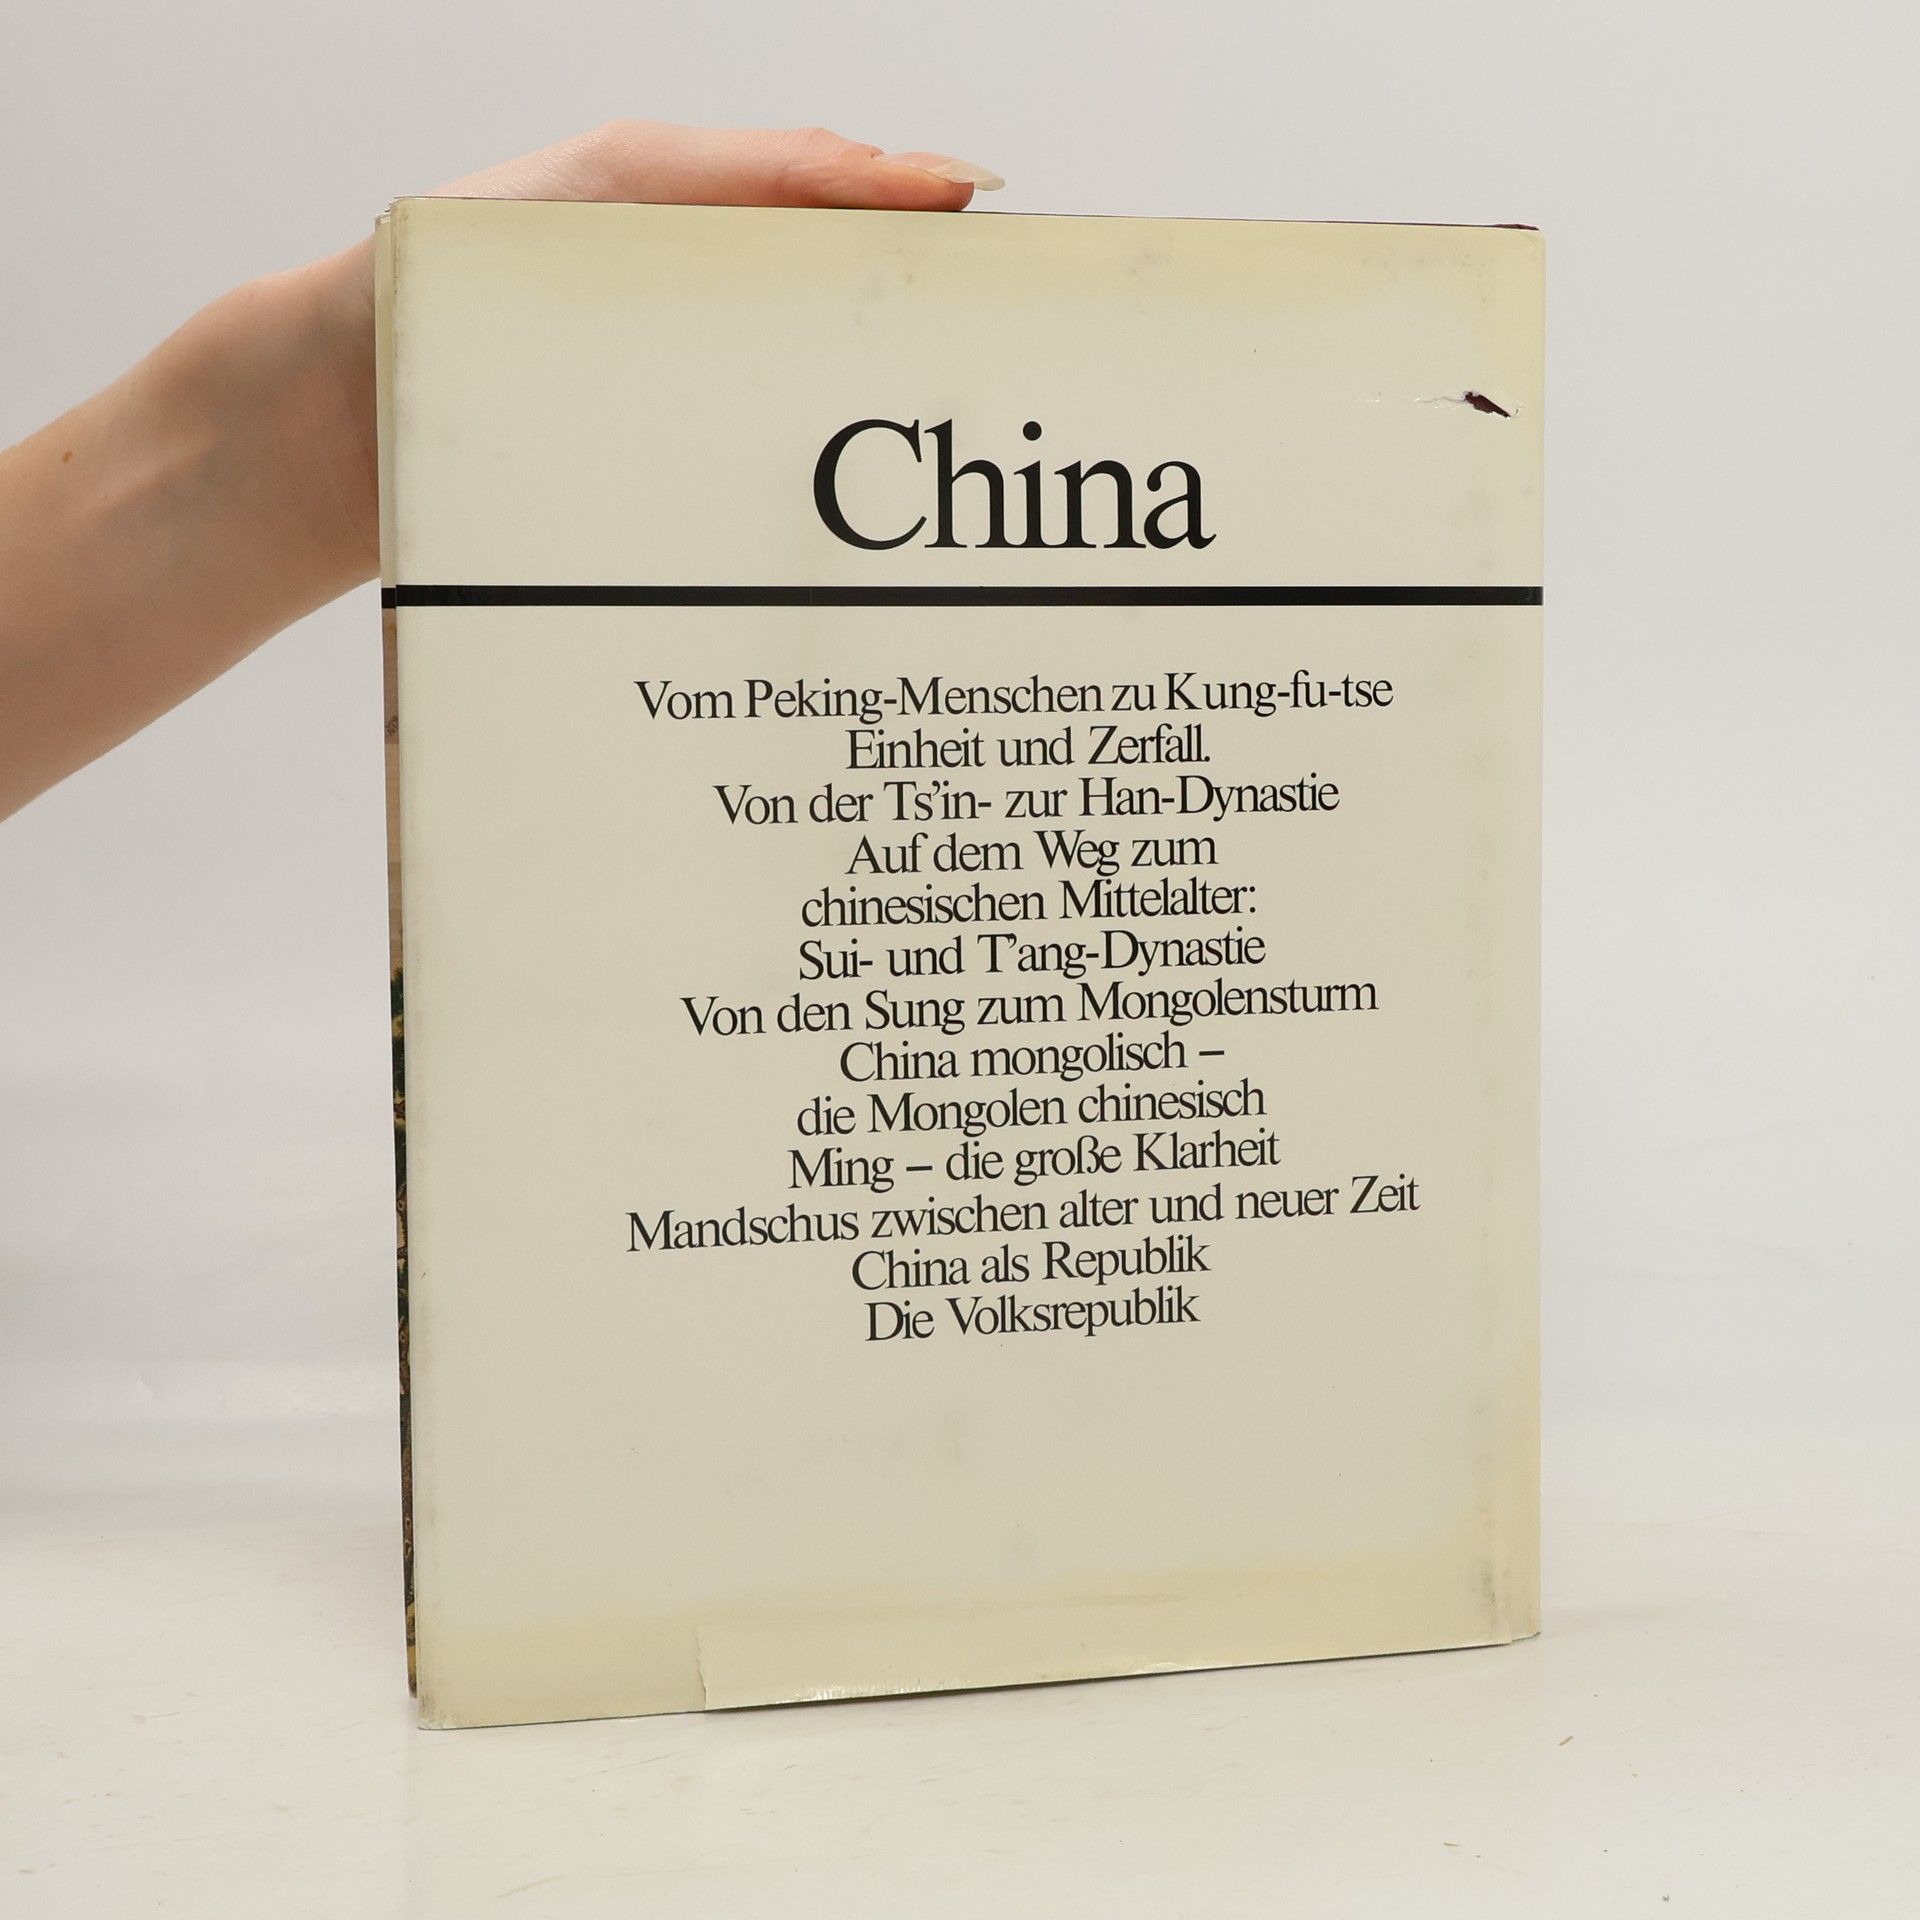 China
Vom Peking-Menschen zu Kung-fu-tse
Einheit und Zerfall.
Von der Ts’in- zur Han-Dynastie
Auf dem Weg zum
chinesischen Mittelalter:
Sui- und T’ang-Dynastie
Von den Sung zum Mongolensturm
China mongolisch –
die Mongolen chinesisch
Ming – die große Klarheit
Mandschus zwischen alter und neuer Zeit
China als Republik
Die Volksrepublik